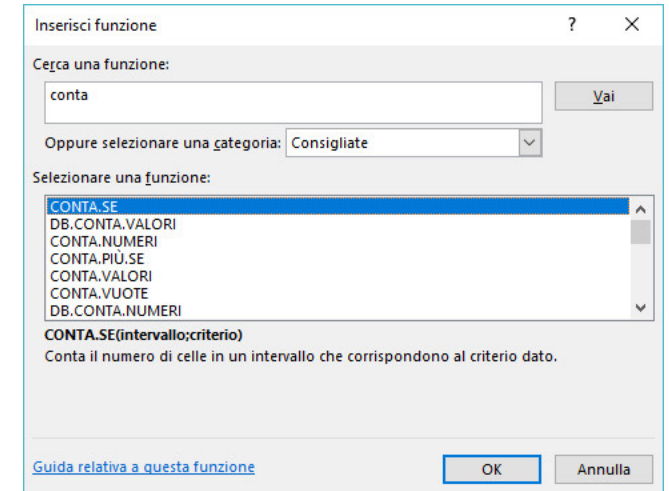 Inserisci funzione ? ×
Cerca una funzione:
conta
Vai
Oppure selezionare una categoria: Consigliate
Selezionare una funzione:
CONTA.SE
DB.CONTA.VALORI
CONTA.NUMERI
CONTA.PIÙ.SE
CONTA.VALORI
CONTA.VUOTE
DB.CONTA.NUMERI
CONTA.SE(intervallo;criterio)
Conta il numero di celle in un intervallo che corrispondono al criterio dato.
Guida relativa a questa funzione
OK
Annulla